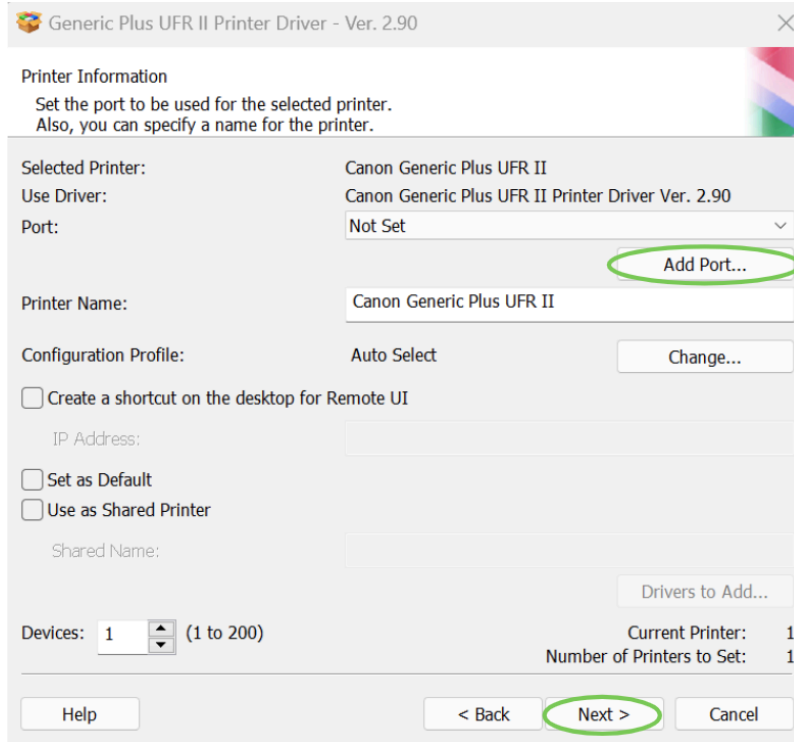 Generic Plus UFR II Printer Driver - Ver. 2.90
Printer Information
Set the port to be used for the selected printer.
Also, you can specify a name for the printer.
Selected Printer: Canon Generic Plus UFR II
Use Driver: Canon Generic Plus UFR II Printer Driver Ver. 2.90
Port: Not Set
Add Port...
Printer Name: Canon Generic Plus UFR II
Configuration Profile: Auto Select Change...
Create a shortcut on the desktop for Remote UI
IP Address:
Set as Default
Use as Shared Printer
Shared Name:
Drivers to Add...
Devices: 1 (1 to 200) Current Printer: 1
Number of Printers to Set: 1
Help < Back Next > Cancel